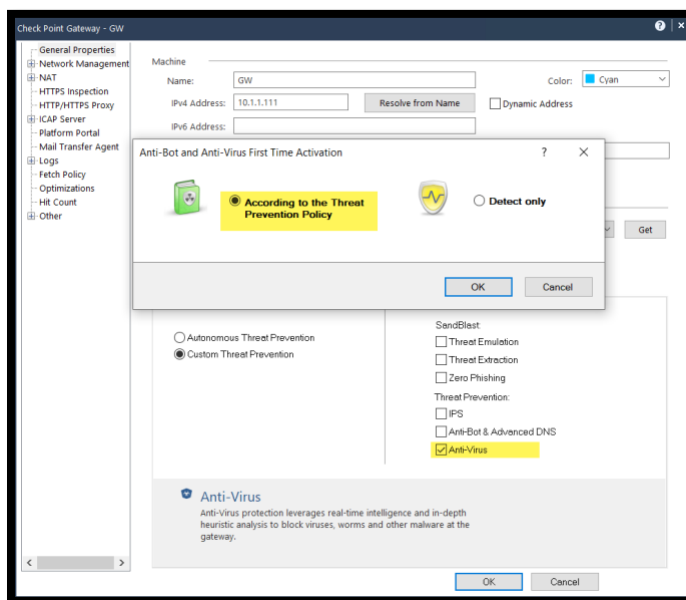 Check Point Gateway - GW
General Properties
Network Management
NAT
HTTPS Inspection
HTTP/HTTPS Proxy
ICAP Server
Platform Portal
Mail Transfer Agent
Logs
Fetch Policy
Optimizations
Hit Count
Other
Machine
Name: GW Color: Cyan
IPv4 Address: 10.1.1.111 Resolve from Name Dynamic Address
IPv6 Address:
Anti-Bot and Anti-Virus First Time Activation ?
According to the Threat
Prevention Policy
Detect only
OK Cancel
Get
Autonomous Threat Prevention
Custom Threat Prevention
SandBlast:
Threat Emulation
Threat Extraction
Zero Phishing
Threat Prevention:
IPS
Anti-Bot & Advanced DNS
Anti-Virus
Anti-Virus
Anti-Virus protection leverages real-time intelligence and in-depth
heuristic analysis to block viruses, worms and other malware at the
gateway.
OK Cancel